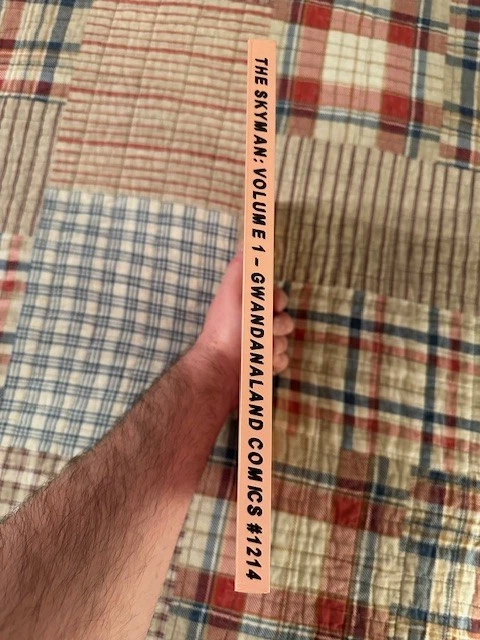 THE SKYMAN: VOLUME 1 – GWANDANALAND COMICS #1214